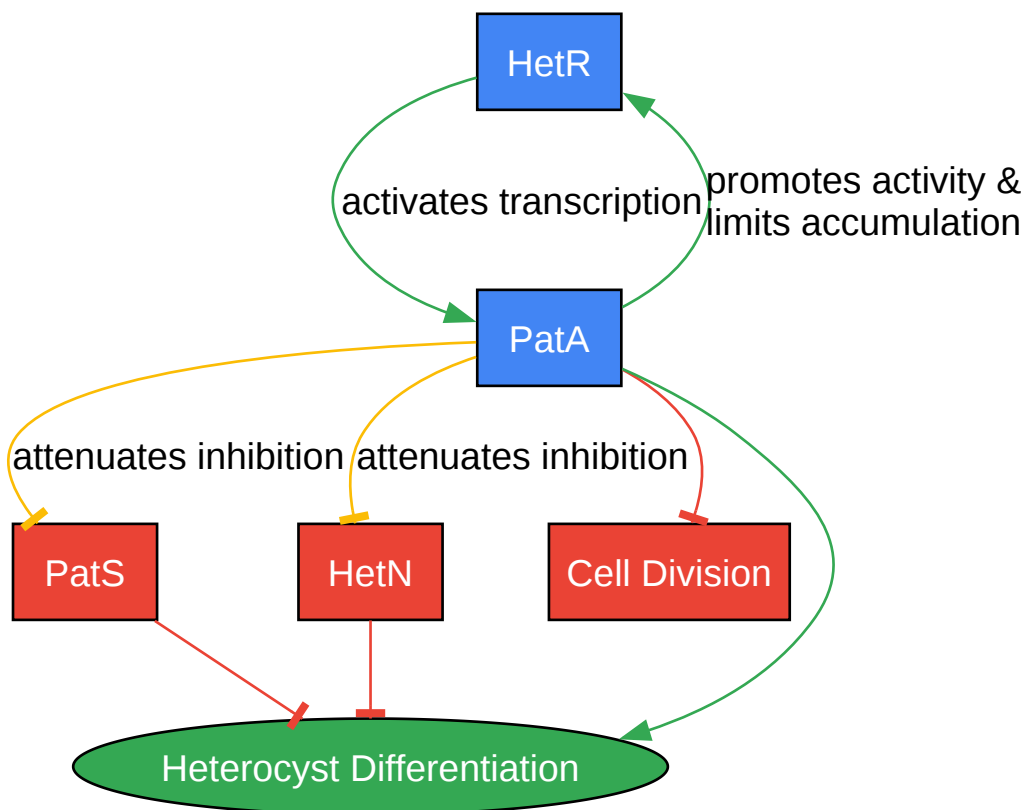 HetR
activates transcription
promotes activity &
limits accumulation
PatA
attenuates inhibition
attenuates inhibition
PatS
HetN
Cell Division
Heterocyst Differentiation